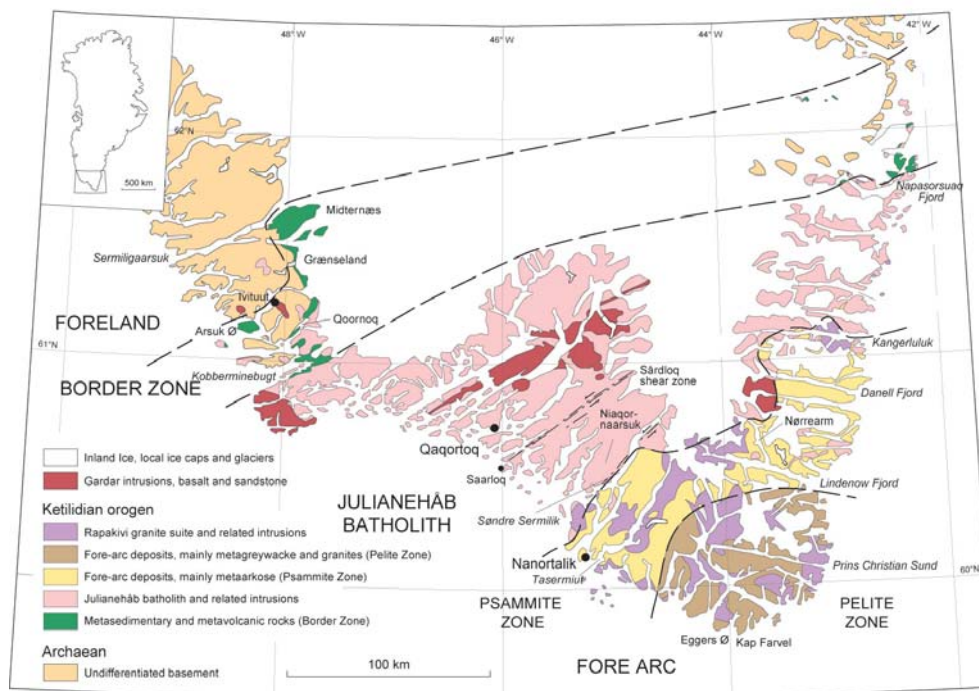 48°W
46°W
44°W
42°W
62°N
500 km
Midternæs
Napasorsuaq
Fjord
Sermiligaarsuk
Grænseland
Ivituut
Qoornoq
FORELAND
Arsuk Ø
61°N
Kangerluluk
BORDER ZONE
Kobberminebugt
Sârdloq
shear zone
Danell Fjord
Niaqor-
naarsuk
Nørrearm
Qaqortoq
Saarloq
Lindenow Fjord
JULIANEHÅB
BATHOLITH
Søndre Sermilik
Nanortalik
Tasermiut
Prins Christian Sund
60°N
PSAMMITE
ZONE
PELITE
ZONE
Eggers Ø
Kap Farvel
FORE ARC
100 km
Inland Ice, local ice caps and glaciers
Gardar intrusions, basalt and sandstone
Ketilidian orogen
Rapakivi granite suite and related intrusions
Fore-arc deposits, mainly metagreywacke and granites (Pelite Zone)
Fore-arc deposits, mainly metaarkose (Psammite Zone)
Julianehåb batholith and related intrusions
Metasedimentary and metavolcanic rocks (Border Zone)
Archaean
Undifferentiated basement